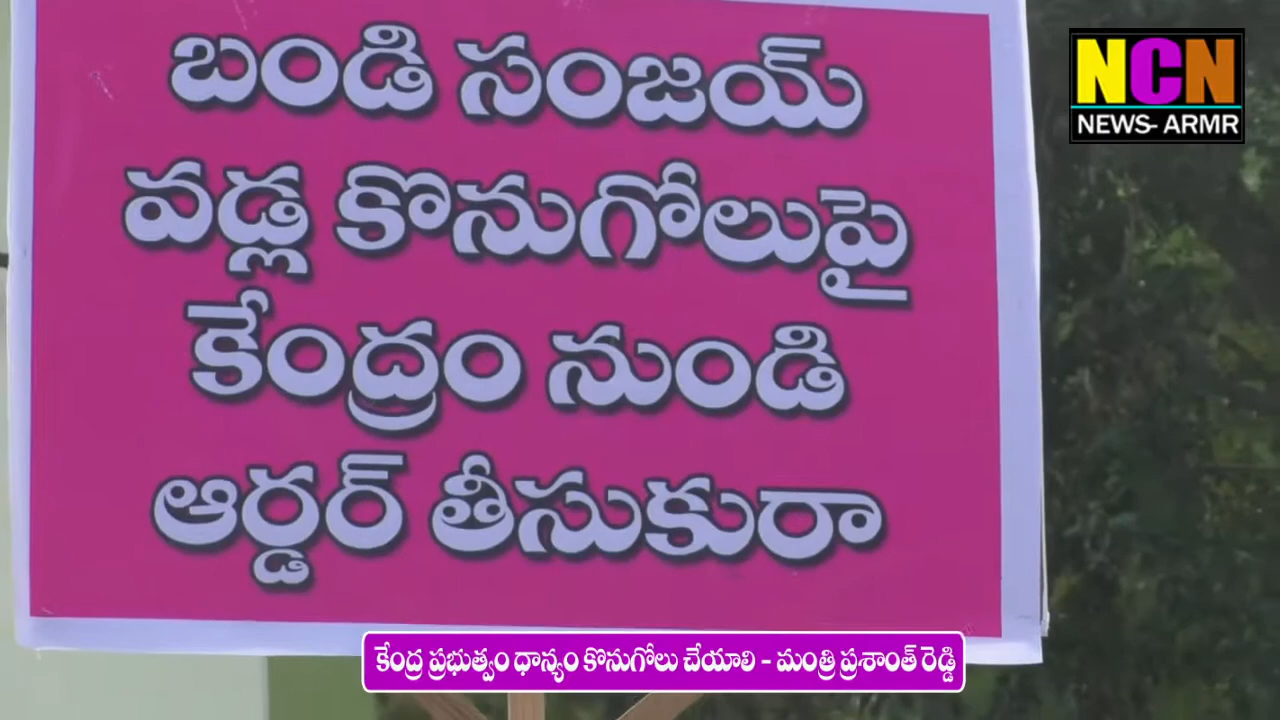 బండి సంజయ్
వడ్ల కొనుగోలుపై
కేంద్రం నుండి
ఆర్డర్ తీసుకురా
NCN
NEWS- ARMR
కేంద్ర ప్రభుత్వం ధాన్యం కొనుగోలు చేయాలి - మంత్రి ప్రశాంత్ రెడ్డి